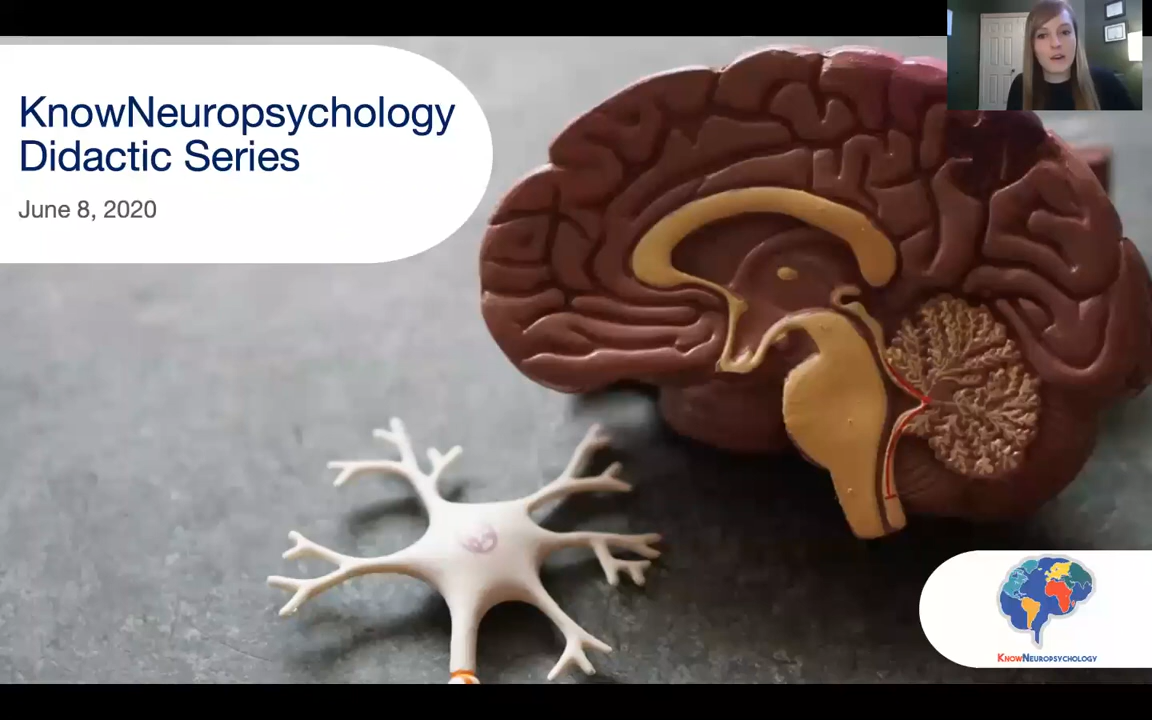 KnowNeuropsychology
Didactic Series
June 8, 2020
KNOWNEUROPSYCHOLOGY